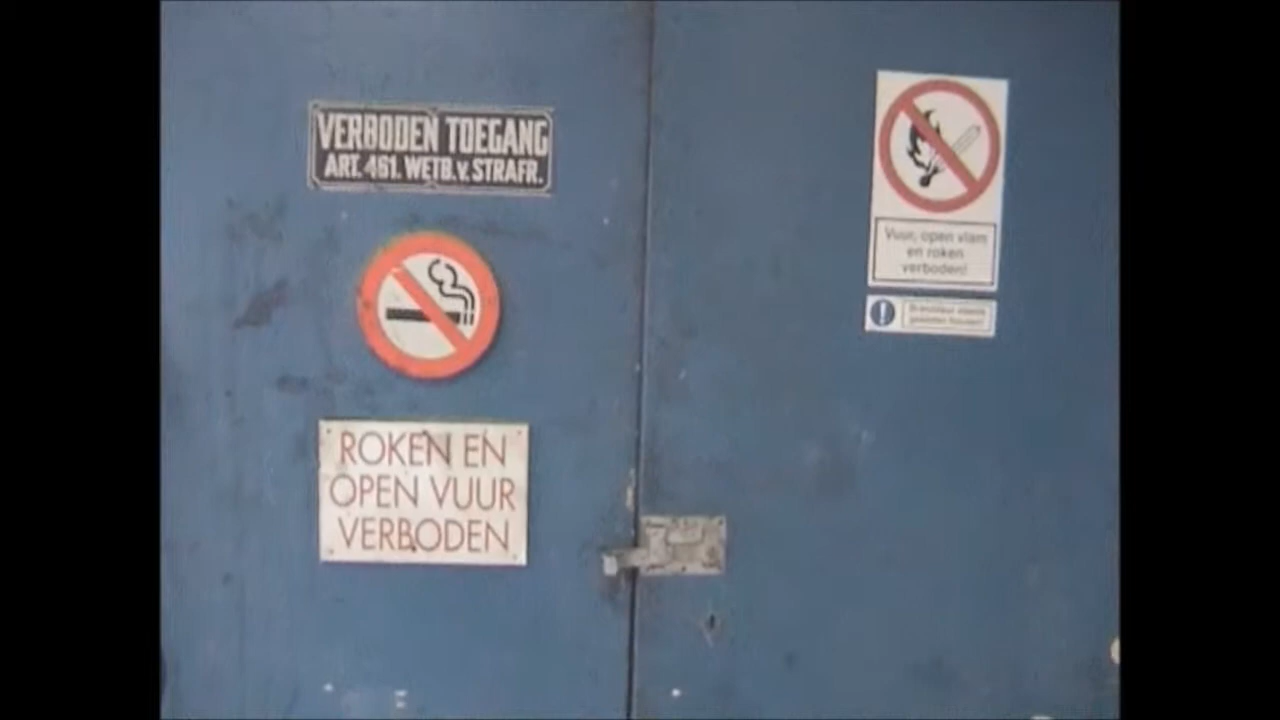 VERBODEN TOEGANG
ART. 461. WETB. v. STRAFR.
ROKEN EN
OPEN VUUR
VERBODEN
Vuur, open vlam
en roken
verboden!